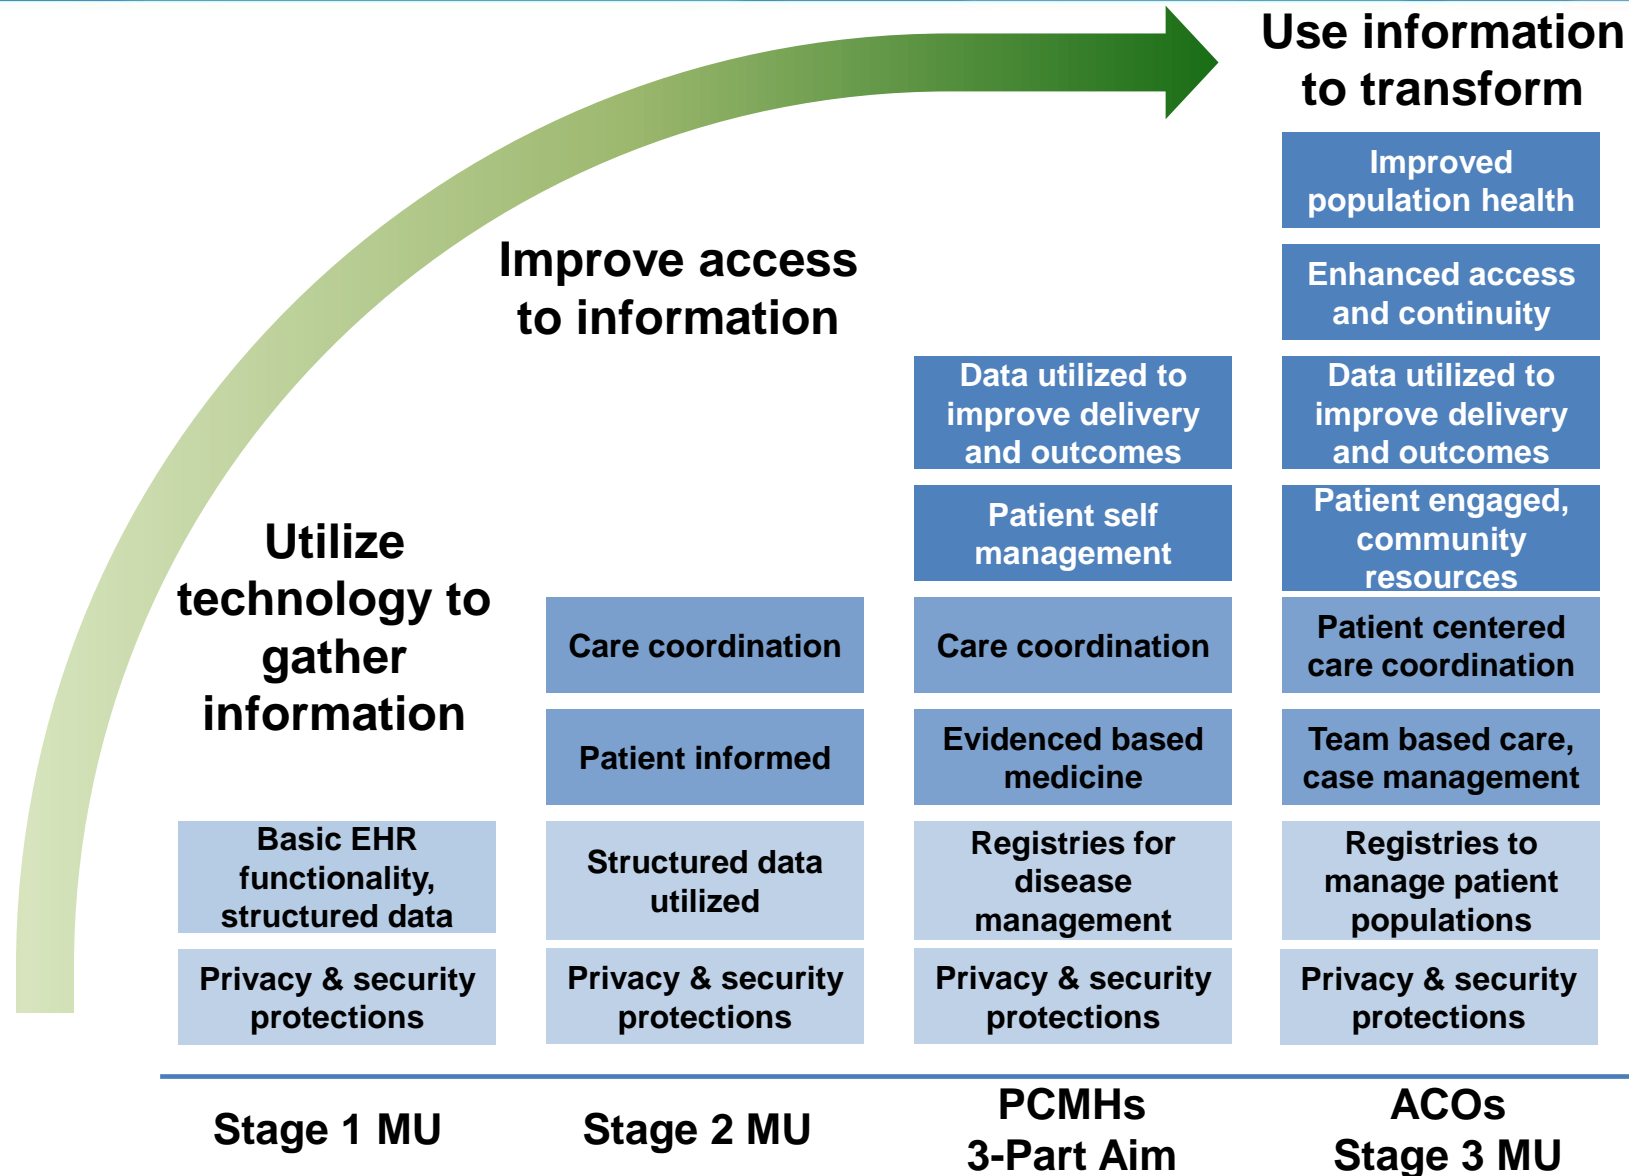 Use information
to transform
Improve access
to information
Utilize
technology to
gather
information
Basic EHR
functionality,
structured data
Privacy & security
protections
Stage 1 MU
Care coordination
Patient informed
Structured data
utilized
Privacy & security
protections
Stage 2 MU
Data utilized to
improve delivery
and outcomes
Patient self
management
Care coordination
Evidenced based
medicine
Registries for
disease
management
Privacy & security
protections
PCMHs
3-Part Aim
Improved
population health
Enhanced access
and continuity
Data utilized to
improve delivery
and outcomes
Patient engaged,
community
resources
Patient centered
care coordination
Team based care,
case management
Registries to
manage patient
populations
Privacy & security
protections
ACOs
Stage 3 MU